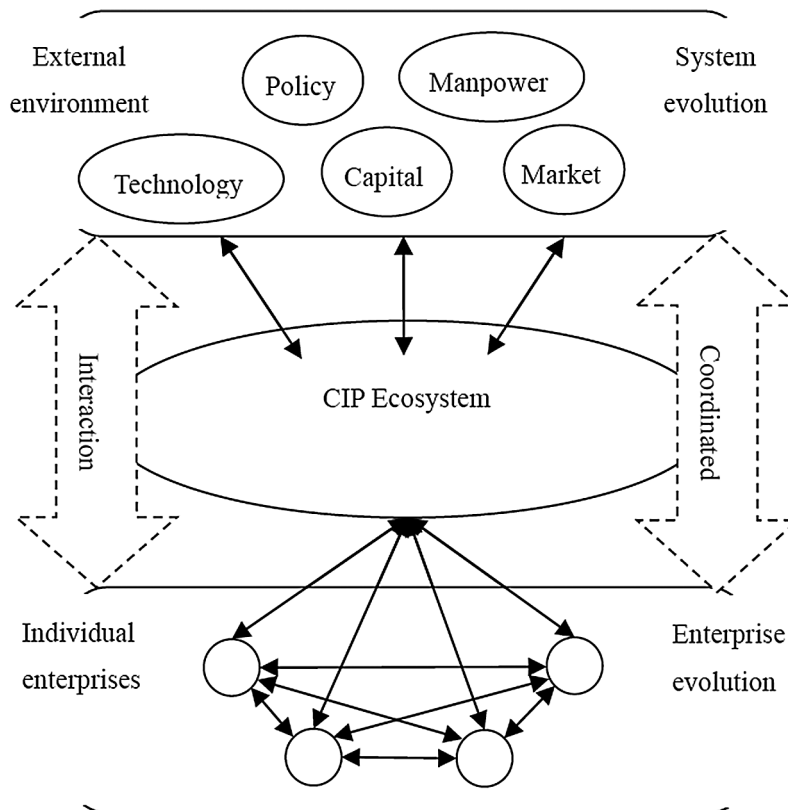 External
environment
Policy
Manpower
System
evolution
Technology
Capital
Market
Interaction
CIP Ecosystem
Coordinated
Individual
enterprises
Enterprise
evolution